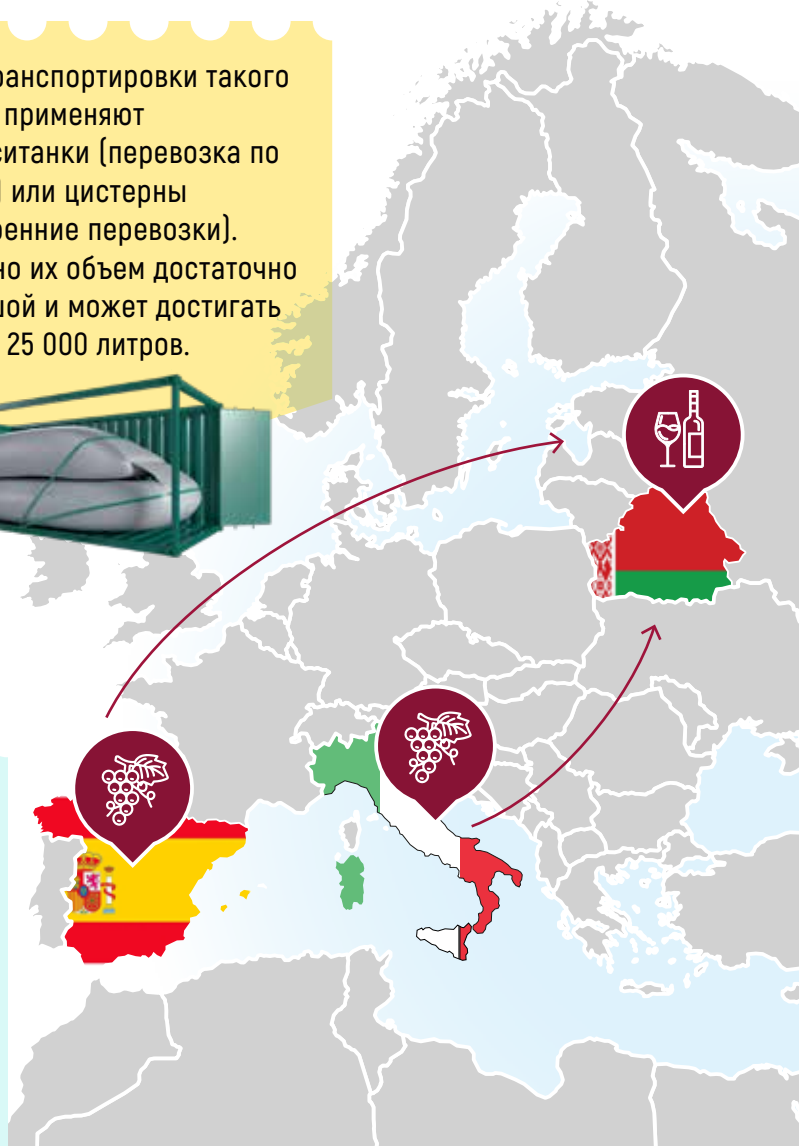 ранспортировки такого
применяют
ситанки (перевозка по
) или цистерны
ренние перевозки).
но их объем достаточно
шой и может достигать
25 000 литров.